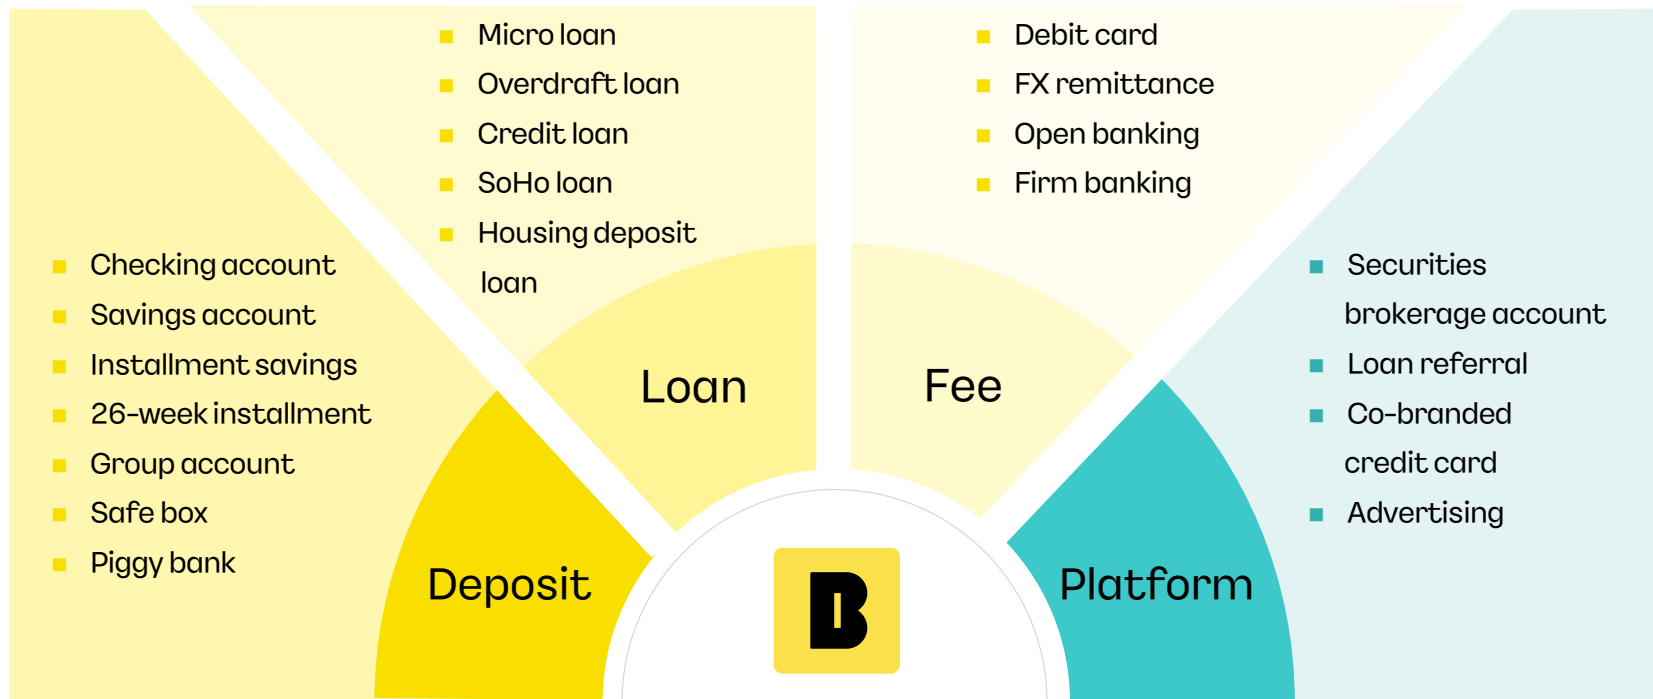 Checking account
Savings account
Installment savings
26-week installment
Group account
Safe box
Piggy bank
Deposit
Micro loan
Overdraft loan
Credit loan
SoHo loan
Housing deposit
loan
Loan
Debit card
FX remittance
Open banking
Firm banking
Fee
Securities
brokerage account
Loan referral
Co-branded
credit card
Advertising
Platform
B